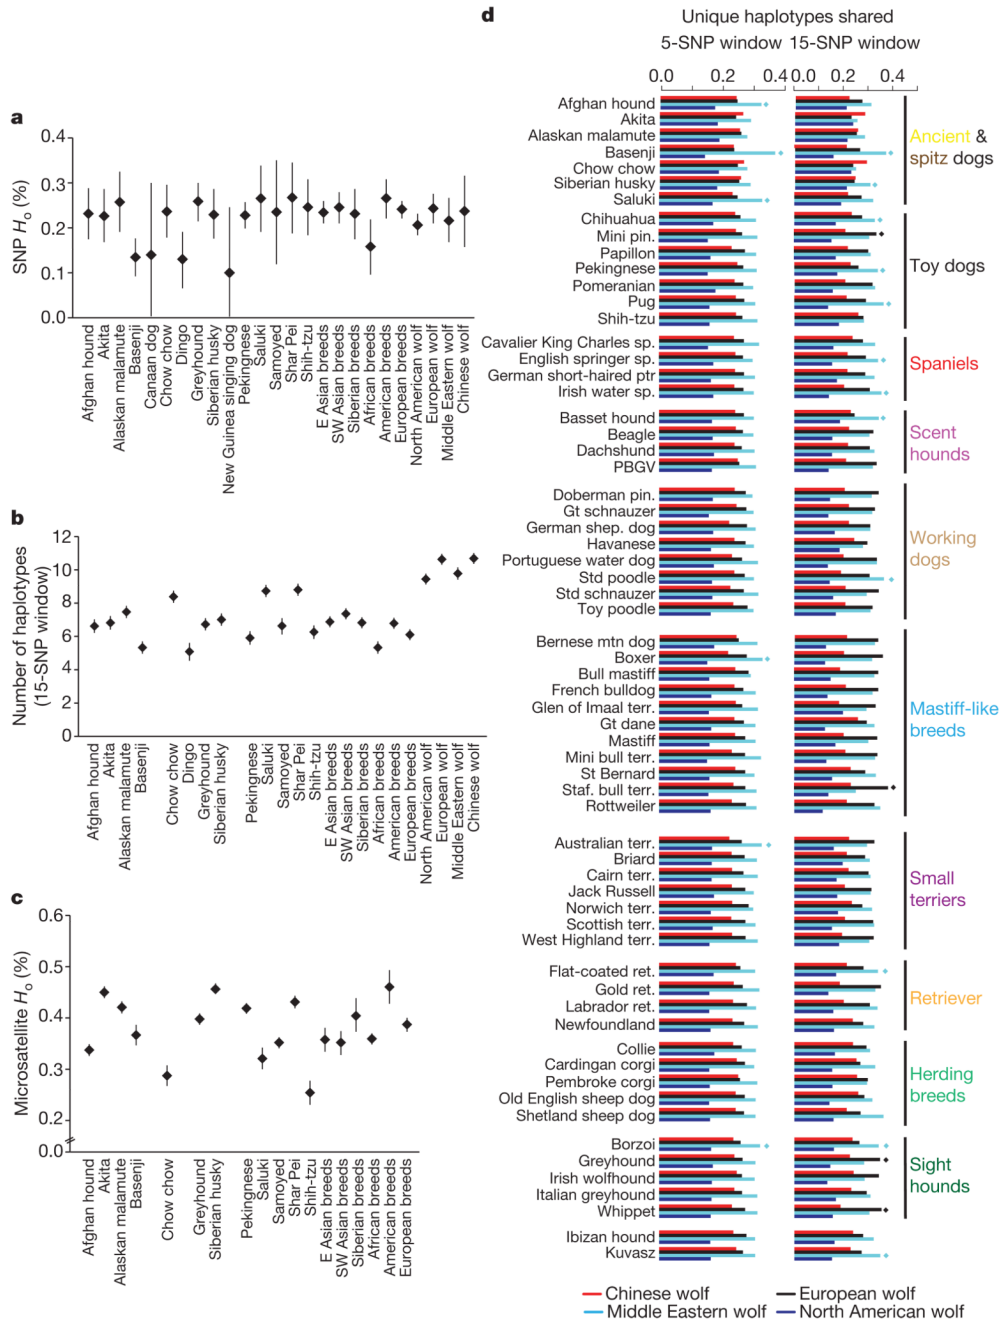 a
SNP Ho (%)
0.4
0.3
0.2
0.1
0.0
Afghan hound
Akita
Alaskan malamute
Basenji
Canaan dog
Chow chow
Dingo
Greyhound
Siberian husky
New Guinea singing dog
Pekingnese
Saluki
Samoyed
Shar Pei
Shih-tzu
E Asian breeds
SW Asian breeds
Siberian breeds
African breeds
American breeds
European breeds
North American wolf
European wolf
Middle Eastern wolf
Chinese wolf
b
Number of haplotypes
(15-SNP window)
12
10
8
6
4
2
0
Afghan hound
Akita
Alaskan malamute
Basenji
Chow chow
Dingo
Greyhound
Siberian husky
Pekingnese
Saluki
Samoyed
Shar Pei
Shih-tzu
E Asian breeds
SW Asian breeds
Siberian breeds
African breeds
American breeds
European breeds
North American wolf
European wolf
Middle Eastern wolf
Chinese wolf
c
Microsatellite Ho (%)
0.6
0.5
0.4
0.3
0.2
0.0
Afghan hound
Akita
Alaskan malamute
Basenji
Chow chow
Greyhound
Siberian husky
Pekingnese
Saluki
Samoyed
Shar Pei
Shih-tzu
E Asian breeds
SW Asian breeds
Siberian breeds
African breeds
American breeds
European breeds
d
Unique haplotypes shared
5-SNP window 15-SNP window
0.0 0.2 0.4 0.0 0.2 0.4
Afghan hound
Akita
Alaskan malamute
Basenji
Chow chow
Siberian husky
Saluki
Ancient &
spitz dogs
Chihuahua
Mini pin.
Papillon
Pekingnese
Pomeranian
Pug
Shih-tzu
Toy dogs
Cavalier King Charles sp.
English springer sp.
German short-haired ptr
Irish water sp.
Spaniels
Basset hound
Beagle
Dachshund
PBGV
Scent
hounds
Doberman pin.
Gt schnauzer
German shep. dog
Havanese
Portuguese water dog
Std poodle
Std schnauzer
Toy poodle
Working
dogs
Bernese mtn dog
Boxer
Bull mastiff
French bulldog
Glen of Imaal terr.
Gt dane
Mastiff
Mini bull terr.
St Bernard
Staf. bull terr.
Rottweiler
Mastiff-like
breeds
Australian terr.
Briard
Cairn terr.
Jack Russell
Norwich terr.
Scottish terr.
West Highland terr.
Small
terriers
Flat-coated ret.
Gold ret.
Labrador ret.
Newfoundland
Retriever
Collie
Cardingan corgi
Pembroke corgi
Old English sheep dog
Shetland sheep dog
Herding
breeds
Borzoi
Greyhound
Irish wolfhound
Italian greyhound
Whippet
Sight
hounds
Ibizan hound
Kuvasz
Chinese wolf
European wolf
Middle Eastern wolf
North American wolf